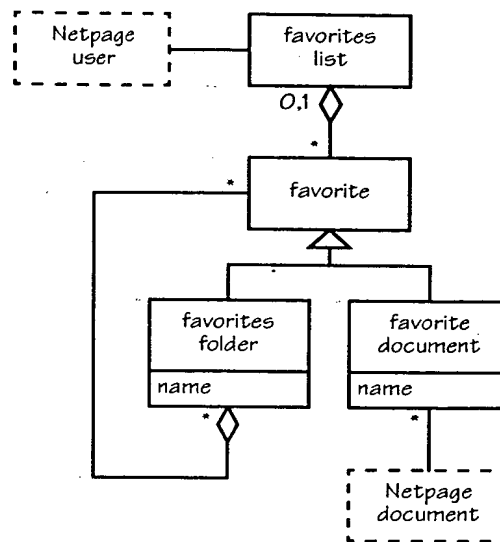 Netpage
user
favorites
list
0,1
*
*
favorite
favorites
folder
name
*
favorite
document
name
*
Netpage
document